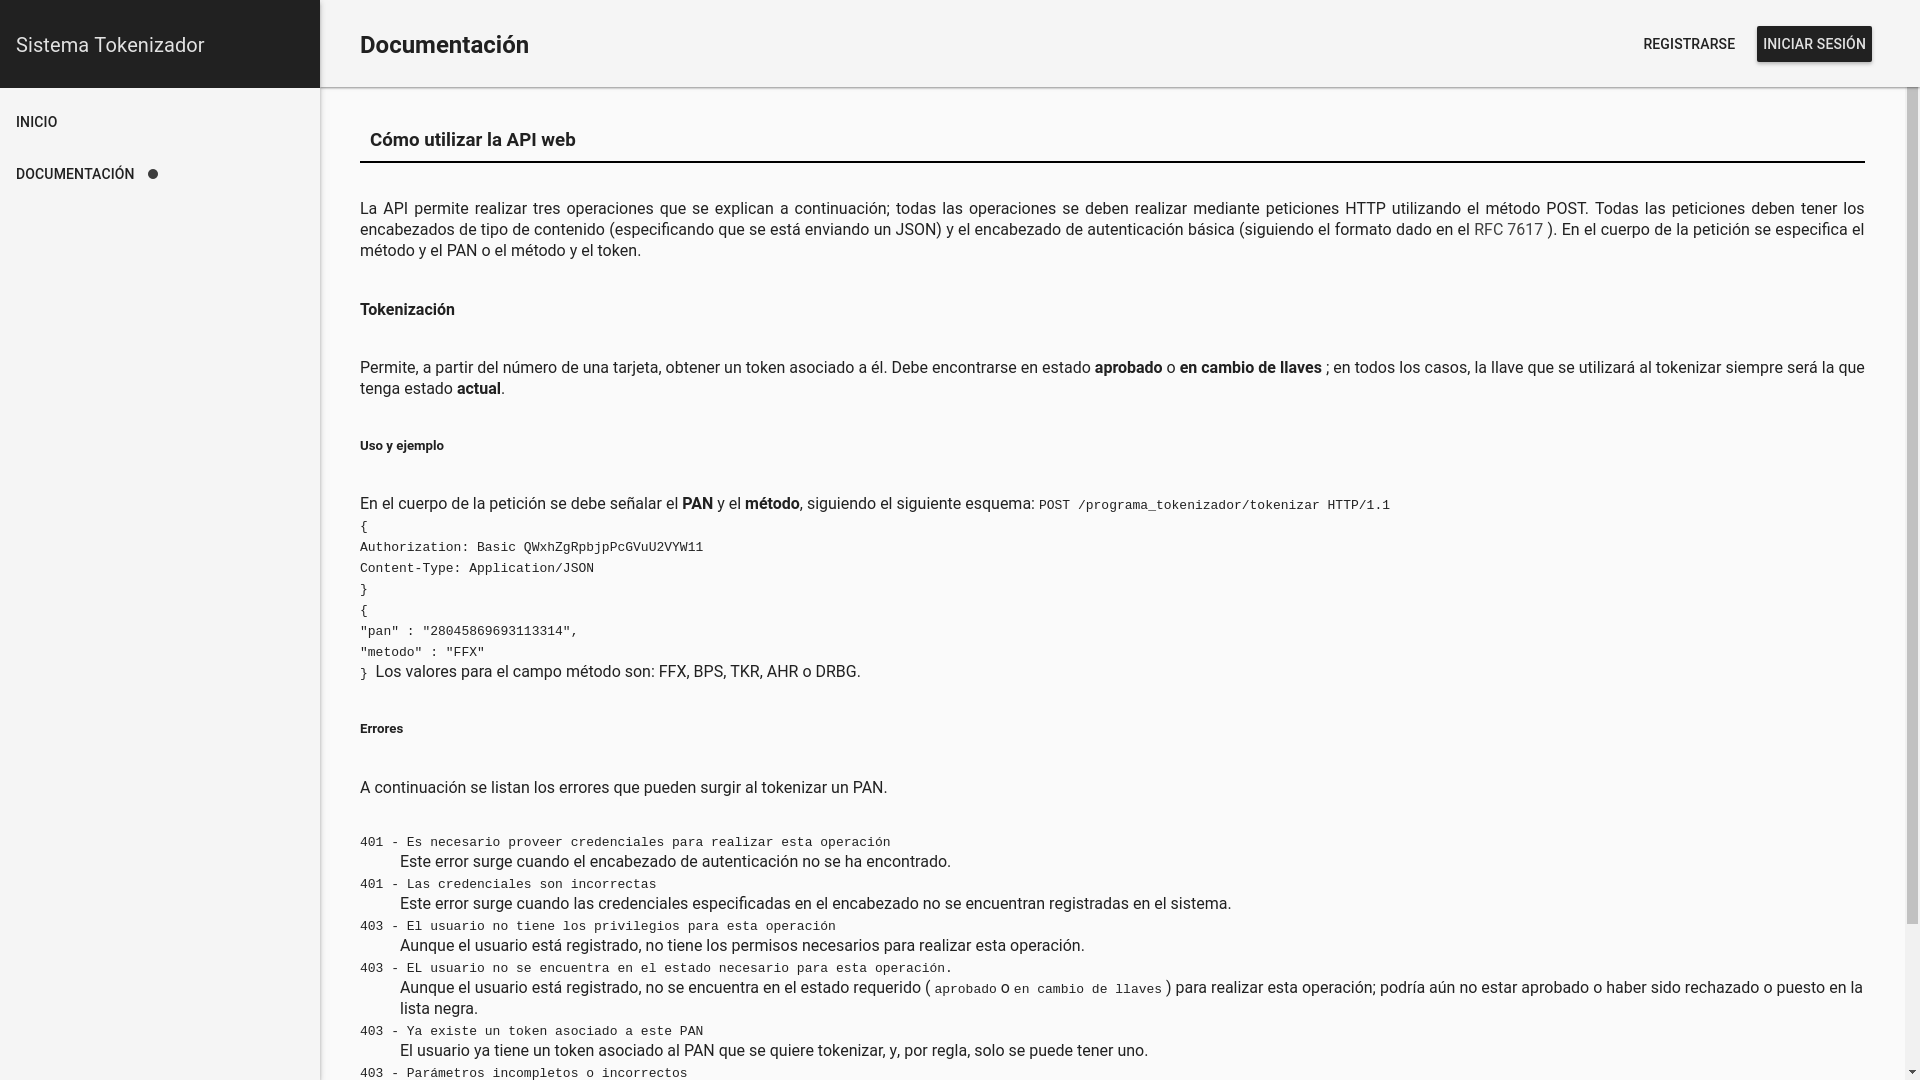 Sistema Tokenizador
Documentación
REGISTRARSE
INICIAR SESIÓN
INICIO
DOCUMENTACIÓN
Cómo utilizar la API web
La API permite realizar tres operaciones que se explican a continuación; todas las operaciones se deben realizar mediante peticiones HTTP utilizando el método POST. Todas las peticiones deben tener los
encabezados de tipo de contenido (especificando que se está enviando un JSON) y el encabezado de autenticación básica (siguiendo el formato dado en el RFC 7617 ). En el cuerpo de la petición se especifica el
método y el PAN o el método y el token.
Tokenización
Permite, a partir del número de una tarjeta, obtener un token asociado a él. Debe encontrarse en estado aprobado o en cambio de llaves ; en todos los casos, la llave que se utilizará al tokenizar siempre será la que
tenga estado actual.
Uso y ejemplo
En el cuerpo de la petición se debe señalar el PAN y el método, siguiendo el siguiente esquema: POST /programa_tokenizador/tokenizar HTTP/1.1
{
Authorization: Basic QWxhZgRpbjpPcGVuU2VYW11
Content-Type: Application/JSON
}
{
"pan" : "28045869693113314",
"metodo" : "FFX"
} Los valores para el campo método son: FFX, BPS, TKR, AHR o DRBG.
Errores
A continuación se listan los errores que pueden surgir al tokenizar un PAN.
401 - Es necesario proveer credenciales para realizar esta operación
Este error surge cuando el encabezado de autenticación no se ha encontrado.
401 - Las credenciales son incorrectas
Este error surge cuando las credenciales especificadas en el encabezado no se encuentran registradas en el sistema.
403 - El usuario no tiene los privilegios para esta operación
Aunque el usuario está registrado, no tiene los permisos necesarios para realizar esta operación.
403 - EL usuario no se encuentra en el estado necesario para esta operación.
Aunque el usuario está registrado, no se encuentra en el estado requerido ( aprobado o en cambio de llaves ) para realizar esta operación; podría aún no estar aprobado o haber sido rechazado o puesto en la
lista negra.
403 - Ya existe un token asociado a este PAN
El usuario ya tiene un token asociado al PAN que se quiere tokenizar, y, por regla, solo se puede tener uno.
403 - Parámetros incompletos o incorrectos